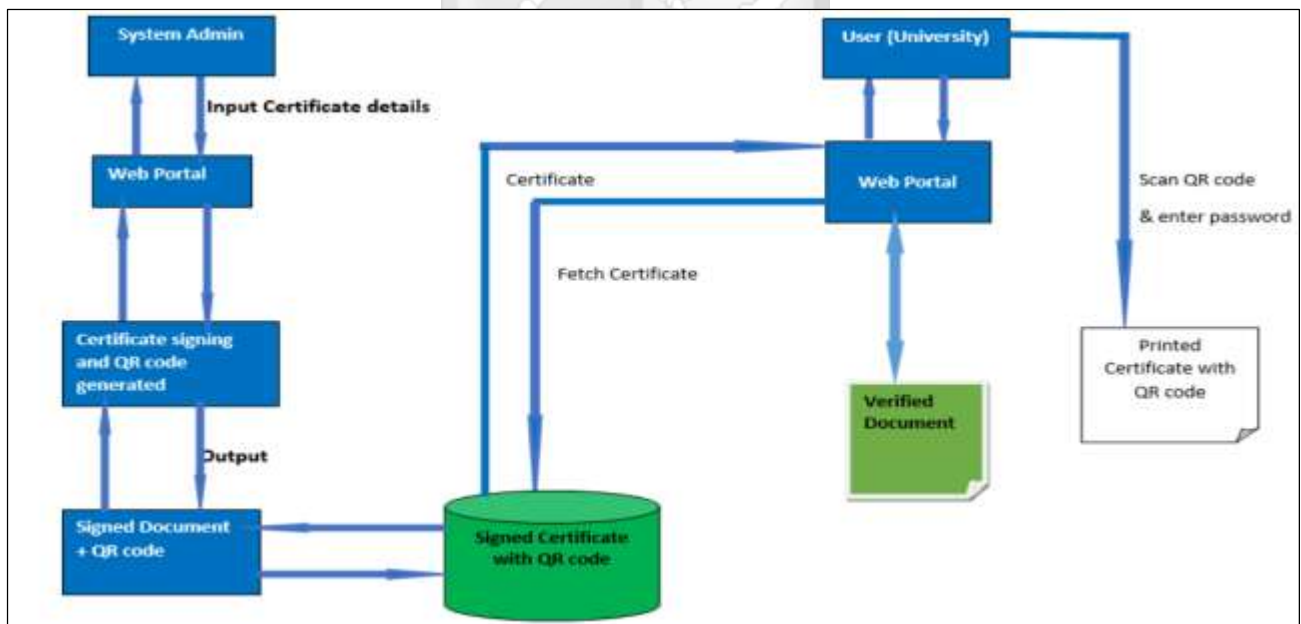 System Admin
Input Certificate details
Web Portal
Certificate signing
and QR code
generated
Output
Signed Document
+ QR code
Signed Certificate
with QR code
Certificate
Fetch Certificate
User (University)
Web Portal
Verified
Document
Scan QR code
& enter password
Printed
Certificate with
QR code